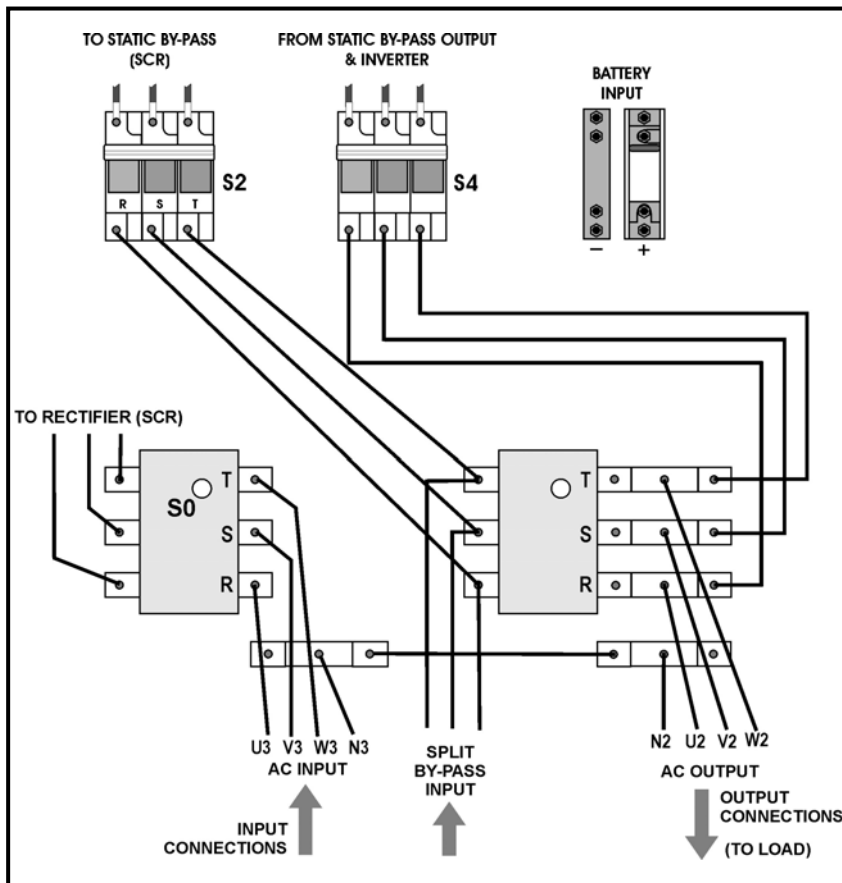 TO STATIC BY-PASS
(SCR)
FROM STATIC BY-PASS OUTPUT
& INVERTER
BATTERY
INPUT
S2
R S T
S4
− +
TO RECTIFIER (SCR)
S0
T
S
R
T
S
R
U3 V3 W3 N3
AC INPUT
SPLIT
BY-PASS
INPUT
N2 U2 V2 W2
AC OUTPUT
INPUT
CONNECTIONS
OUTPUT
CONNECTIONS
(TO LOAD)